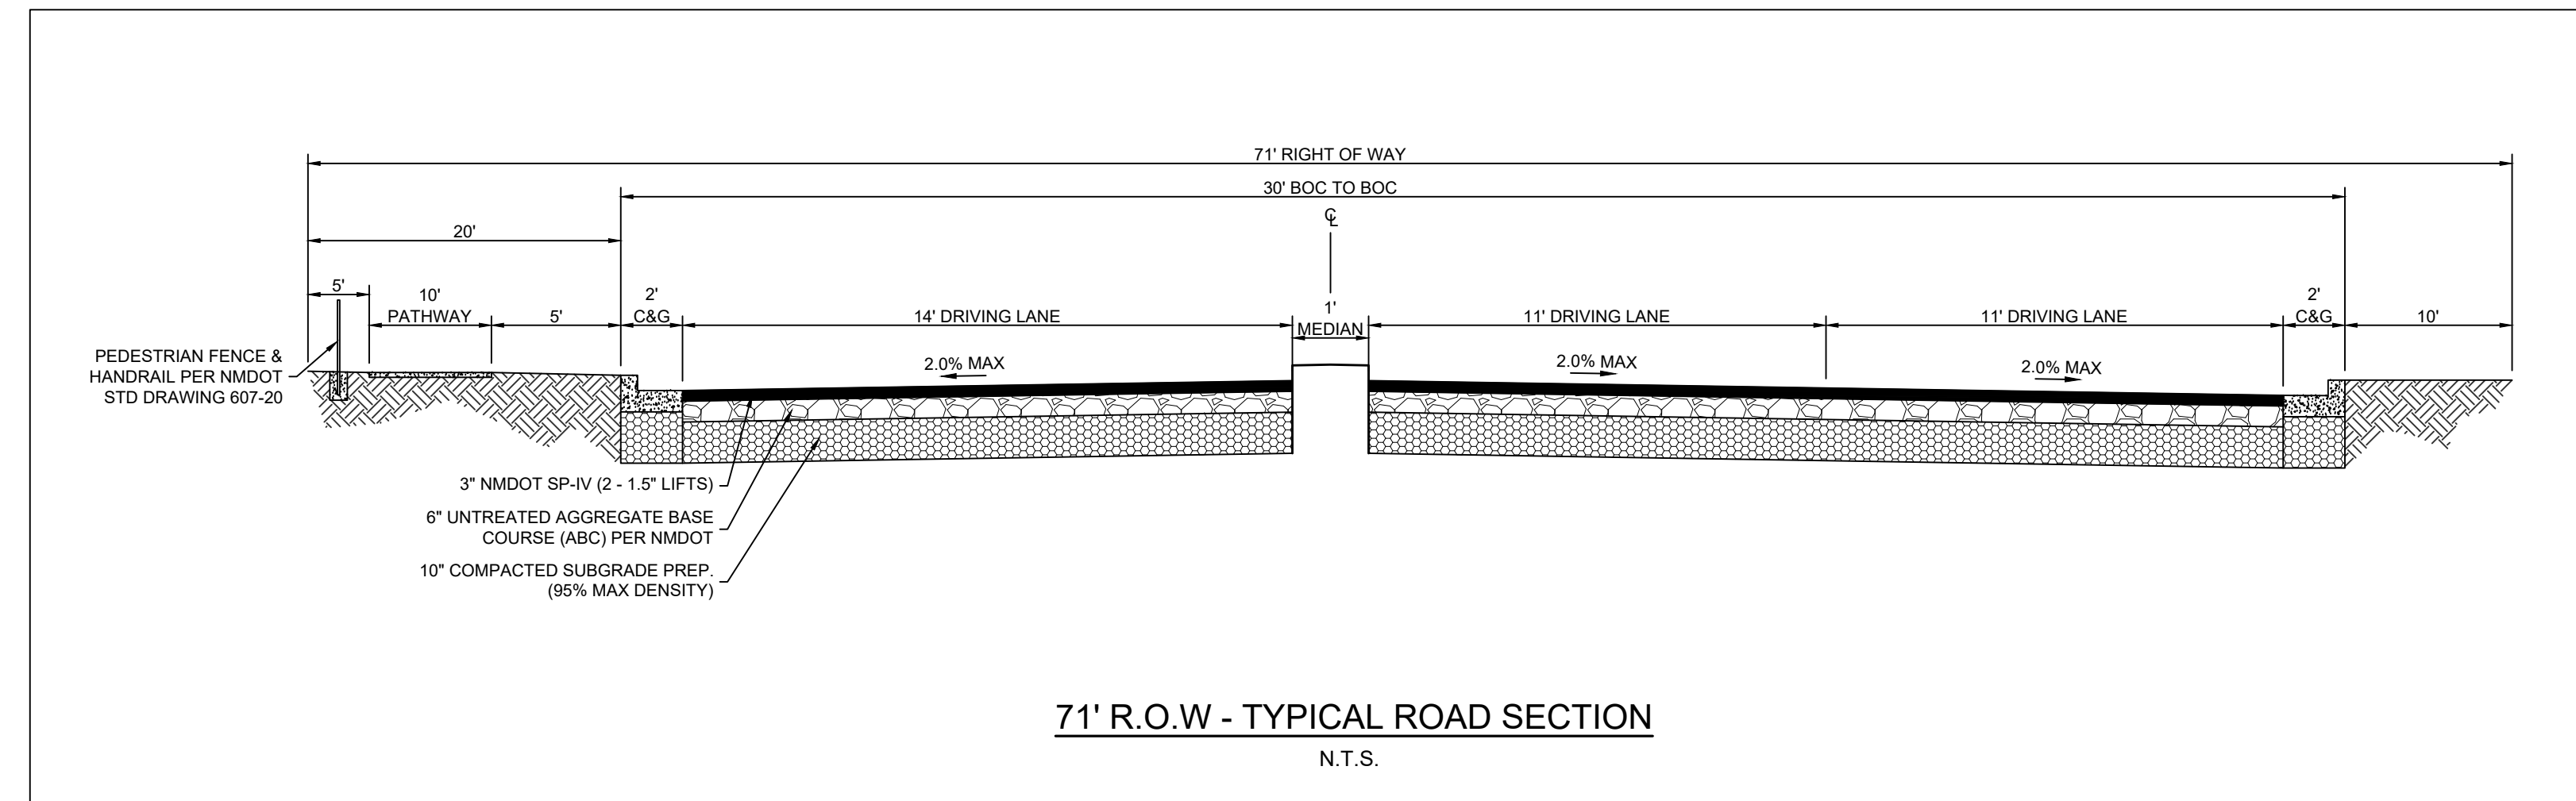 71' RIGHT OF WAY
30' BOC TO BOC
℄
20'
5'
10'
PATHWAY
5'
2'
C&G
14' DRIVING LANE
1'
MEDIAN
11' DRIVING LANE
11' DRIVING LANE
2'
C&G
10'
2.0% MAX
2.0% MAX
2.0% MAX
PEDESTRIAN FENCE &
HANDRAIL PER NMDOT
STD DRAWING 607-20
3" NMDOT SP-IV (2 - 1.5" LIFTS)
6" UNTREATED AGGREGATE BASE
COURSE (ABC) PER NMDOT
10" COMPACTED SUBGRADE PREP.
(95% MAX DENSITY)
71' R.O.W - TYPICAL ROAD SECTION
N.T.S.